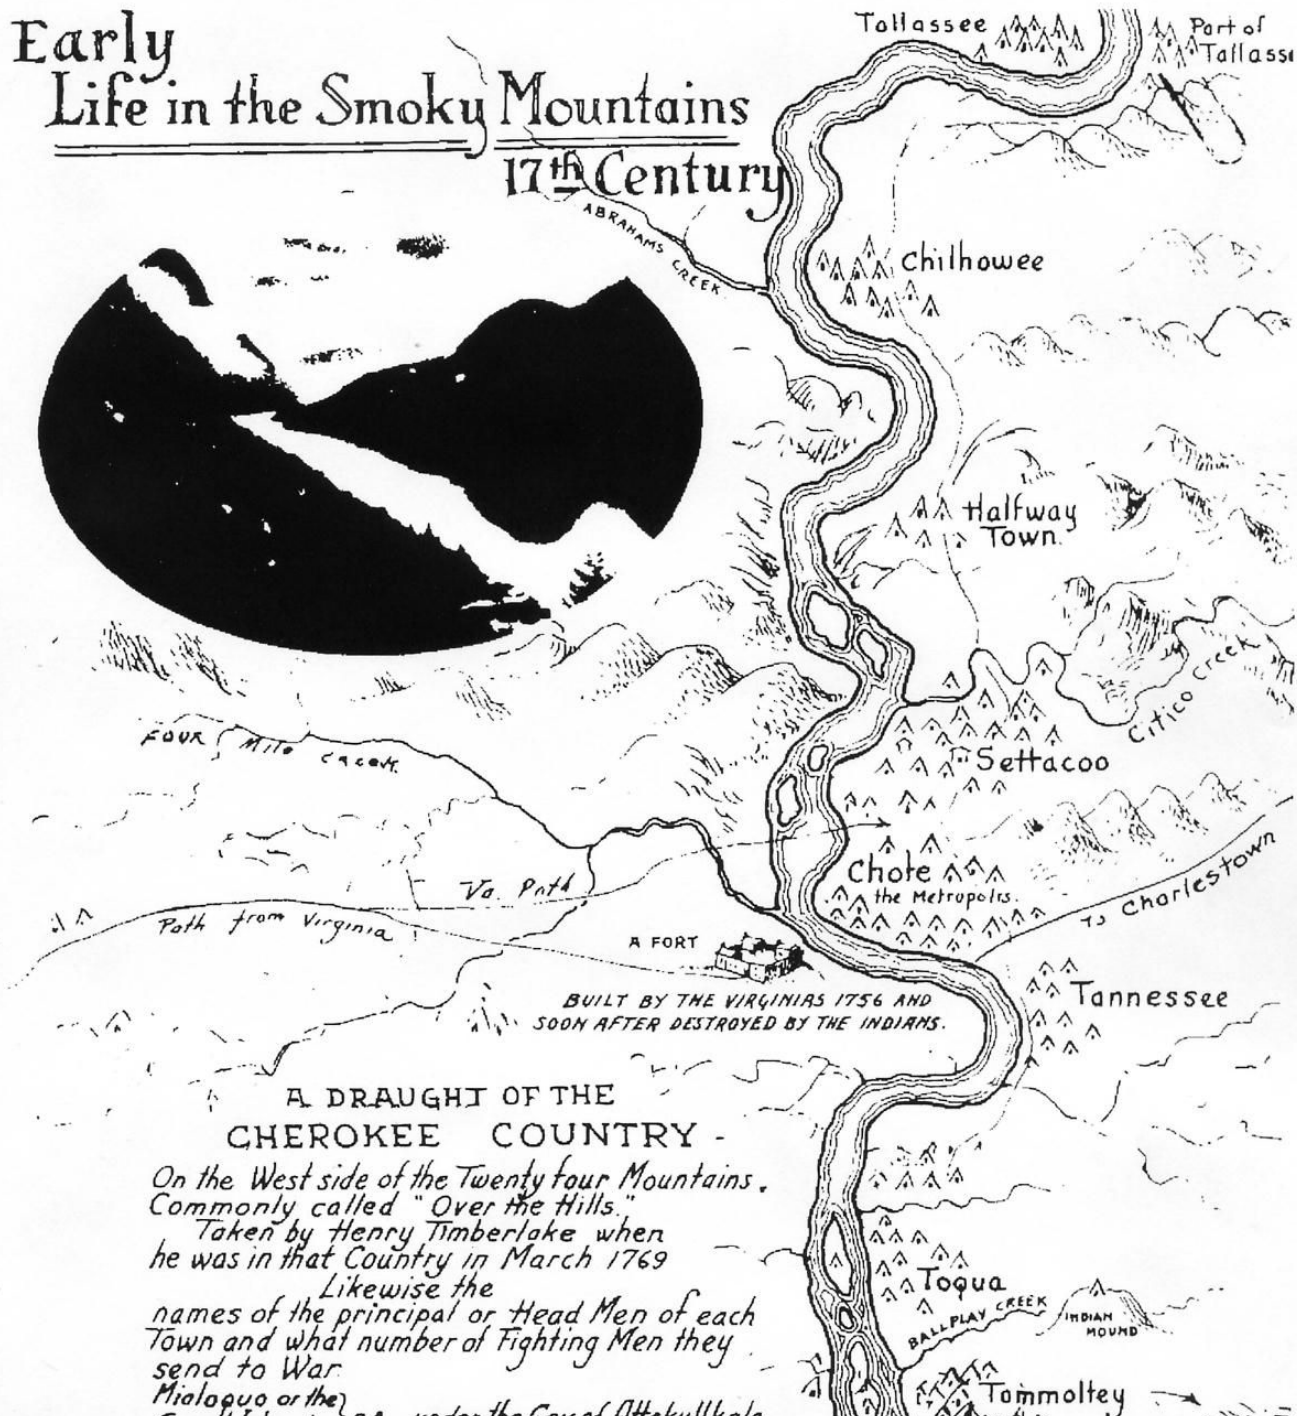 Early
Life in the Smoky Mountains
17th Century
Tallassee
Part of
Tallasse
ABRAHAMS CREEK.
Chilhowee
Halfway
Town.
Citico Creek
Settacoo
FOUR Mile Creek.
Chote
the Metropolis.
To Charlestown
Va. Path
Path from Virginia
A FORT
BUILT BY THE VIRGINIAS 1756 AND
SOON AFTER DESTROYED BY THE INDIANS.
Tannessee
A DRAUGHT OF THE
CHEROKEE COUNTRY -
On the West side of the Twenty four Mountains.
Commonly called "Over the Hills."
Taken by Henry Timberlake when
he was in that Country in March 1769
Likewise the
names of the principal or Head Men of each
Town and what number of Fighting Men they
send to War.
Mialoquo or the}
under the Gov of Attakullkala
Toqua
BALLPLAY CREEK
INDIAN
MOUND
Tommoltey